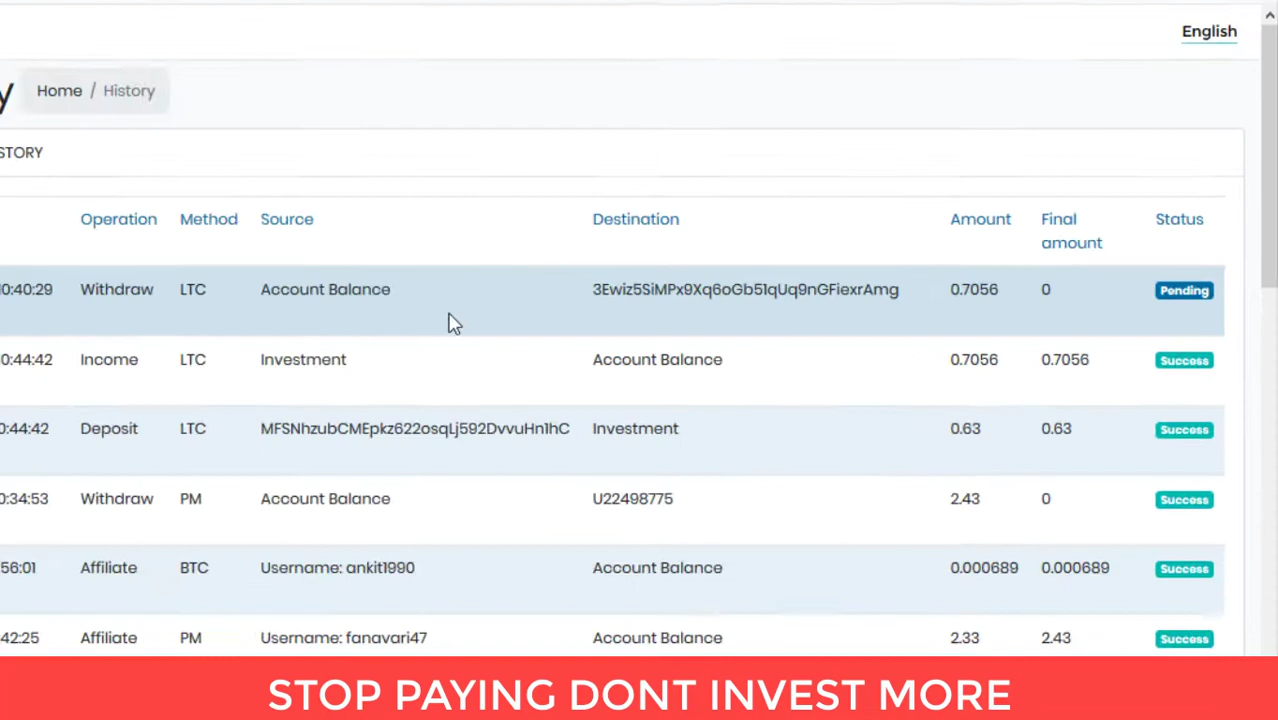 English
y Home / History
STORY
Operation Method Source Destination Amount Final amount Status
10:40:29 Withdraw LTC Account Balance 3Ewiz5SiMPx9Xq6oGb51qUq9nGFiexrAmg 0.7056 0 Pending
0:44:42 Income LTC Investment Account Balance 0.7056 0.7056 Success
0:44:42 Deposit LTC MFSNhzubCMEpkz622osqLj592DvvuHn1hC Investment 0.63 0.63 Success
0:34:53 Withdraw PM Account Balance U22498775 2.43 0 Success
56:01 Affiliate BTC Username: ankit1990 Account Balance 0.000689 0.000689 Success
42:25 Affiliate PM Username: fanavari47 Account Balance 2.33 2.43 Success
STOP PAYING DONT INVEST MORE